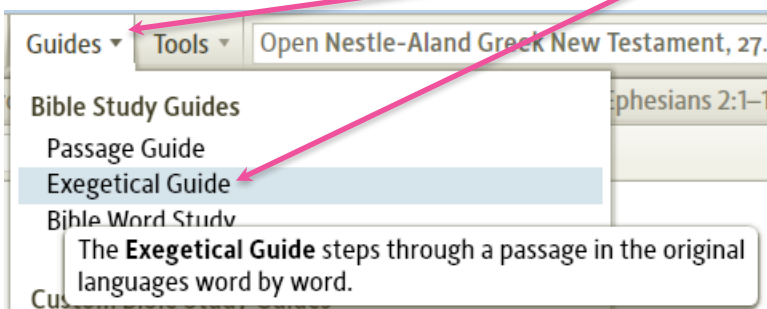 Guides ▾ Tools ▾ Open Nestle-Aland Greek New Testament, 27.
Bible Study Guides
Ephesians 2:1–1
Passage Guide
Exegetical Guide
Bible Word Study
The Exegetical Guide steps through a passage in the original
languages word by word.